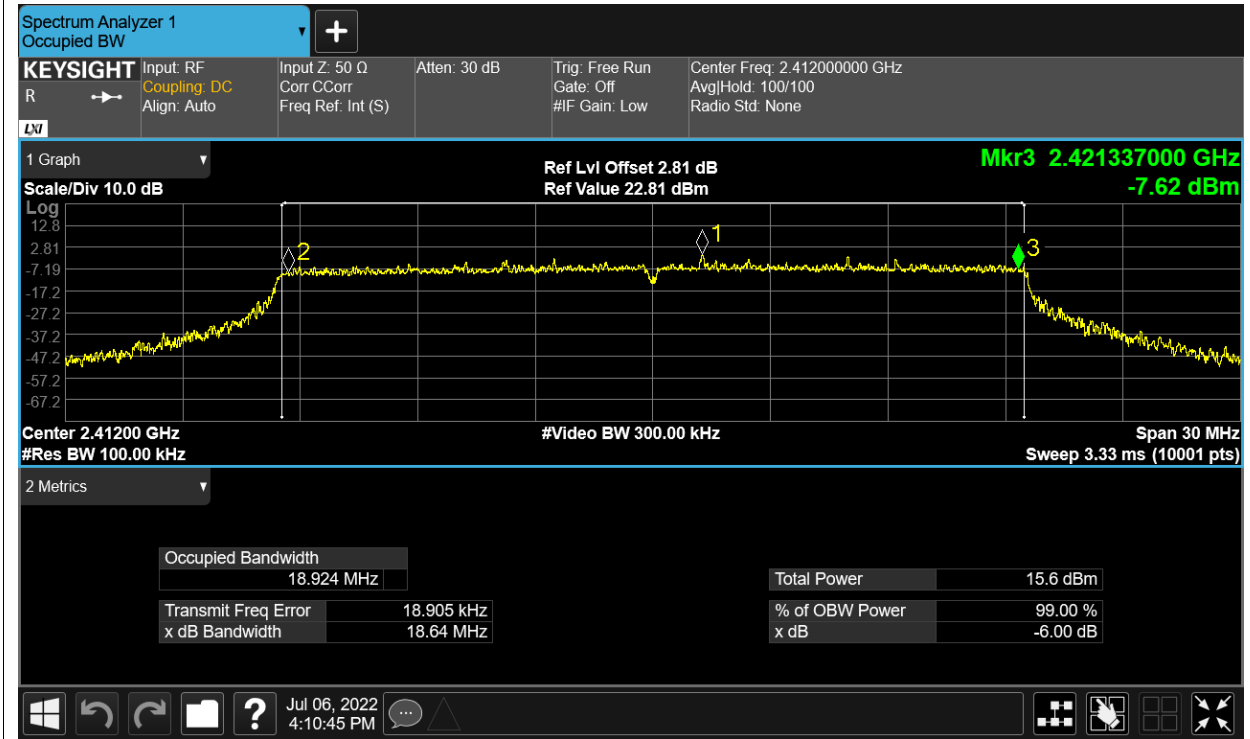 Spectrum Analyzer 1
Occupied BW
KEYSIGHT
R
LXI
Input: RF
Coupling: DC
Align: Auto
Input Z: 50 Ω
Corr CCorr
Freq Ref: Int (S)
Atten: 30 dB
Trig: Free Run
Gate: Off
#IF Gain: Low
Center Freq: 2.412000000 GHz
Avg|Hold: 100/100
Radio Std: None
1 Graph
Scale/Div 10.0 dB
Ref Lvl Offset 2.81 dB
Ref Value 22.81 dBm
Mkr3 2.421337000 GHz
-7.62 dBm
Log
12.8
2.81
-7.19
-17.2
-27.2
-37.2
-47.2
-57.2
-67.2
2
1
3
Center 2.41200 GHz
#Res BW 100.00 kHz
#Video BW 300.00 kHz
Span 30 MHz
Sweep 3.33 ms (10001 pts)
2 Metrics
Occupied Bandwidth
18.924 MHz
Transmit Freq Error 18.905 kHz
x dB Bandwidth 18.64 MHz
Total Power 15.6 dBm
% of OBW Power 99.00 %
x dB -6.00 dB
?
Jul 06, 2022
4:10:45 PM